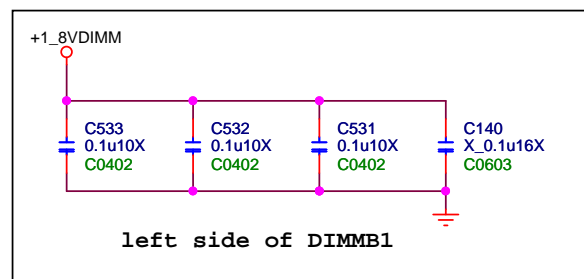 +1_8VDIMM
C533 C532 C531 C140
0.1u10X 0.1u10X 0.1u10X X_0.1u16X
C0402 C0402 C0402 C0603
left side of DIMMB1